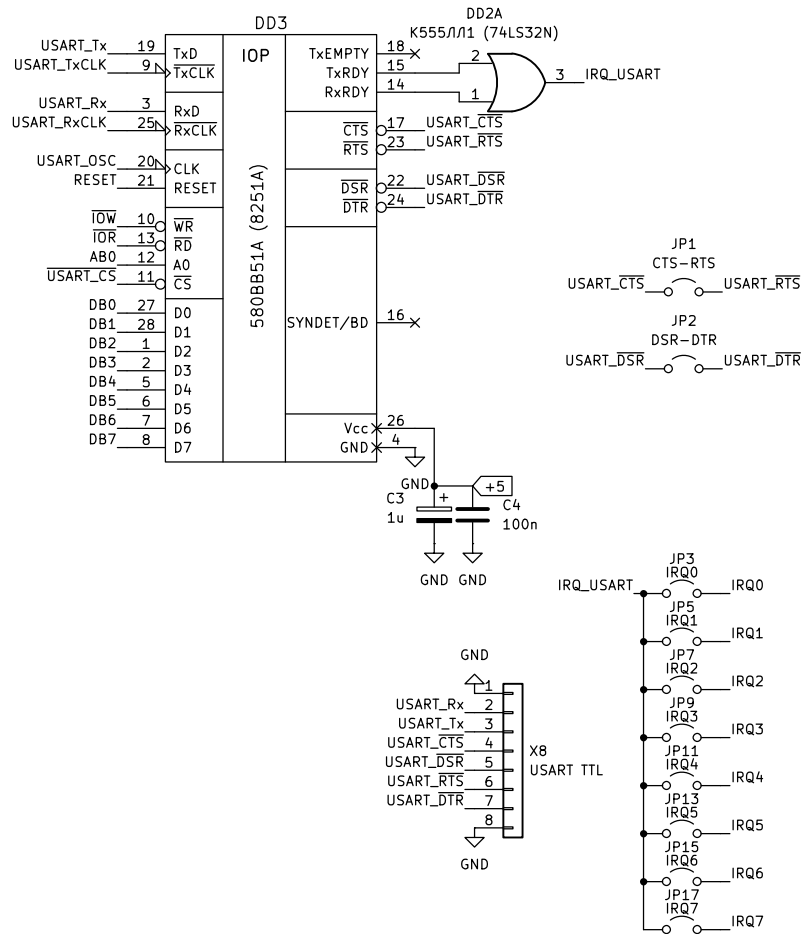 DD3
IOP
580ВВ51А (8251A)
USART_Tx 19 TxD
USART_TxCLK 9 TxCLK
USART_Rx 3 RxD
USART_RxCLK 25 RxCLK
USART_OSC 20 CLK
RESET 21 RESET
IOW 10 WR
IOR 13 RD
AB0 12 A0
USART_CS 11 CS
DB0 27 D0
DB1 28 D1
DB2 1 D2
DB3 2 D3
DB4 5 D4
DB5 6 D5
DB6 7 D6
DB7 8 D7
TxEMPTY 18
TxRDY 15
RxRDY 14
CTS 17 USART_CTS
RTS 23 USART_RTS
DSR 22 USART_DSR
DTR 24 USART_DTR
SYNDET/BD 16
Vcc 26
GND 4
GND
+5
C3
1u
+
C4
100n
GND GND
DD2A
К555ЛЛ1 (74LS32N)
2
1
3 IRQ_USART
JP1
CTS-RTS
USART_CTS USART_RTS
JP2
DSR-DTR
USART_DSR USART_DTR
GND
1
USART_Rx 2
USART_Tx 3
USART_CTS 4
USART_DSR 5
USART_RTS 6
USART_DTR 7
8
GND
X8
USART TTL
IRQ_USART
JP3
IRQ0 IRQ0
JP5
IRQ1 IRQ1
JP7
IRQ2 IRQ2
JP9
IRQ3 IRQ3
JP11
IRQ4 IRQ4
JP13
IRQ5 IRQ5
JP15
IRQ6 IRQ6
JP17
IRQ7 IRQ7